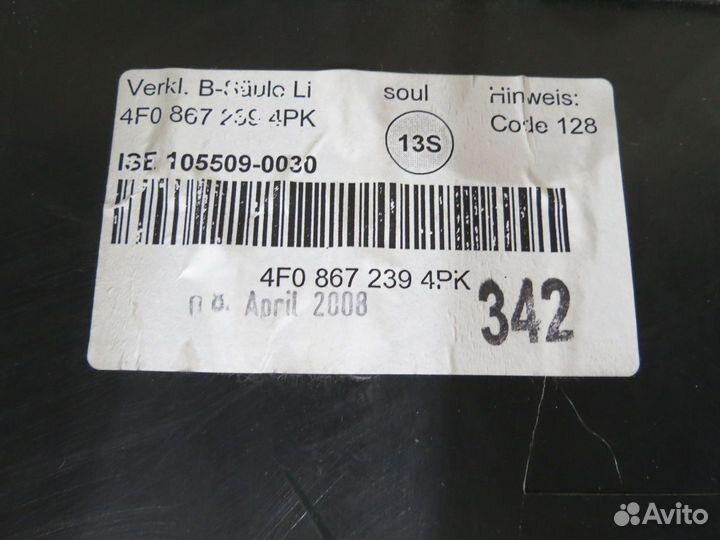 Verkl. B-Säule Li soul Hinweis:
4F0 867 239 4PK 13S Code 128
ISE 105509-0030
4F0 867 239 4PK
08. April 2008 342
Avito